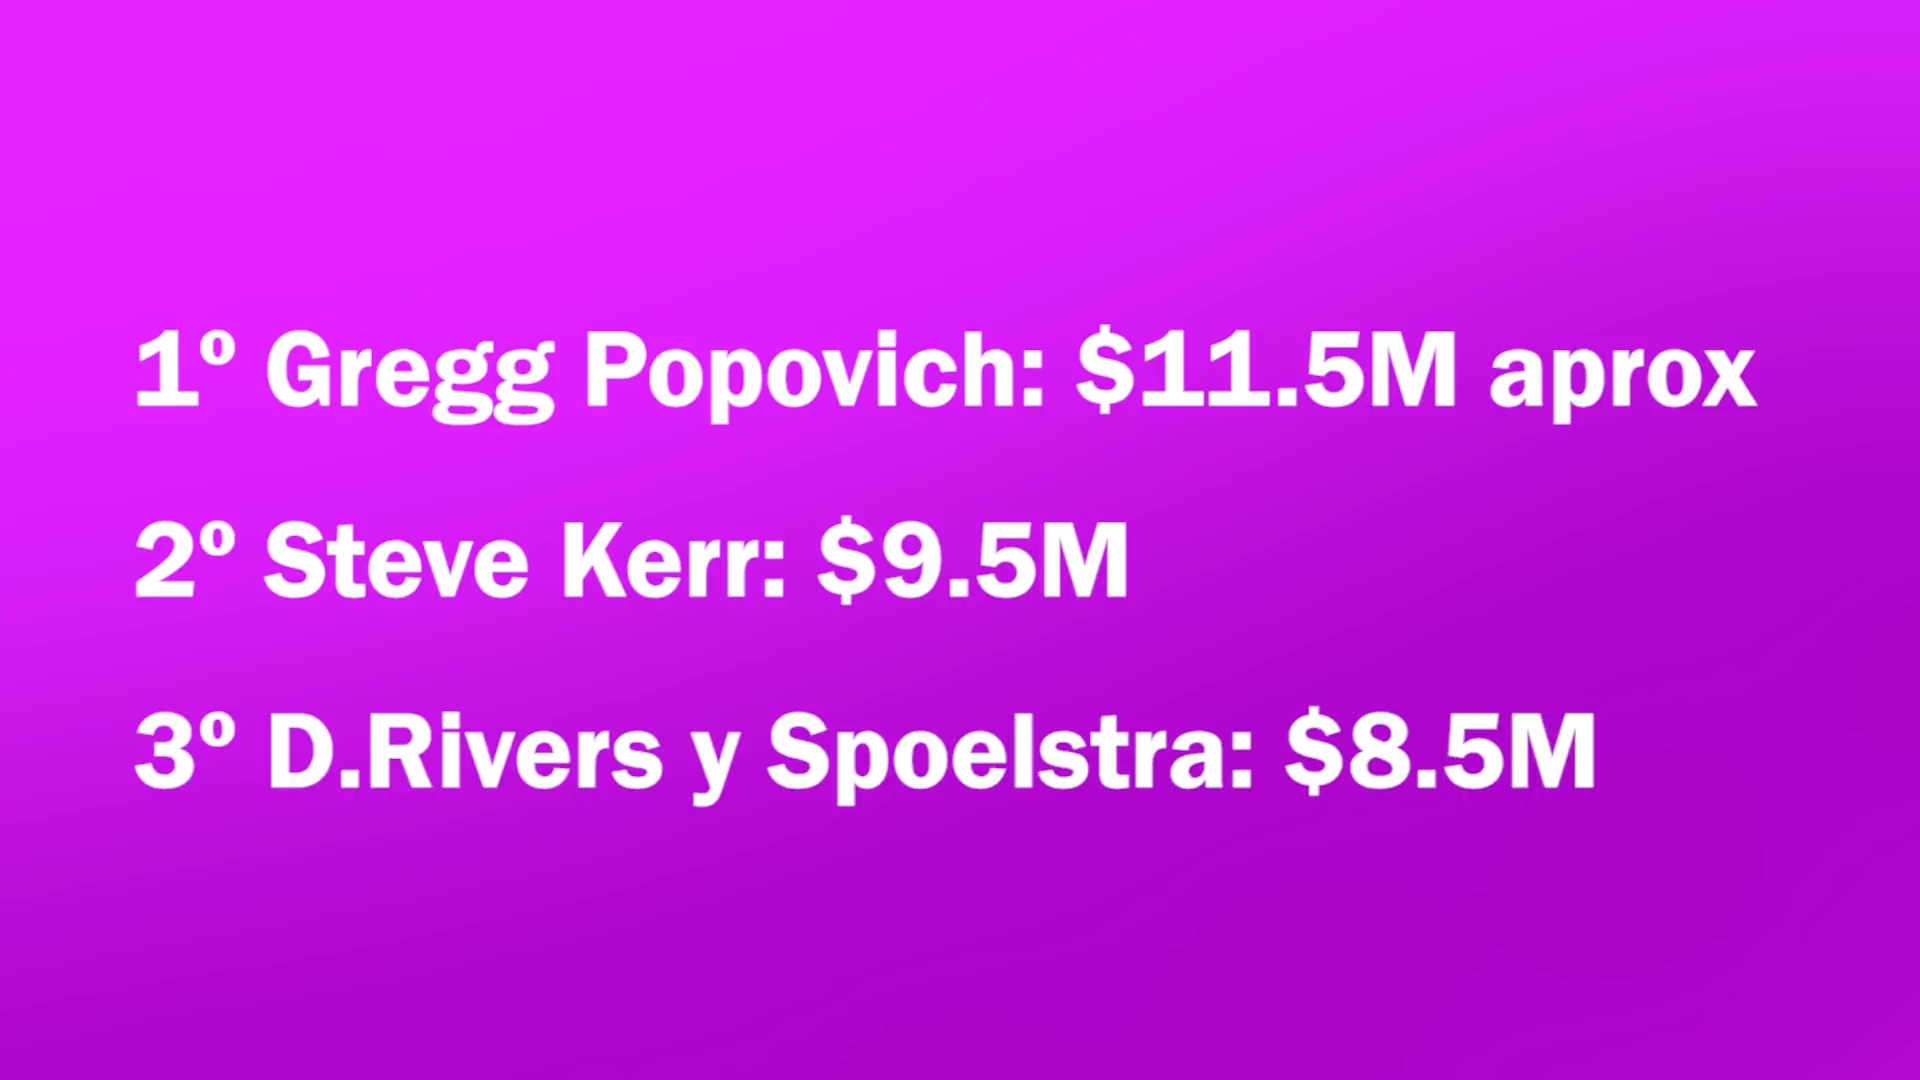 1º Gregg Popovich: $11.5M aprox
2º Steve Kerr: $9.5M
3º D.Rivers y Spoelstra: $8.5M